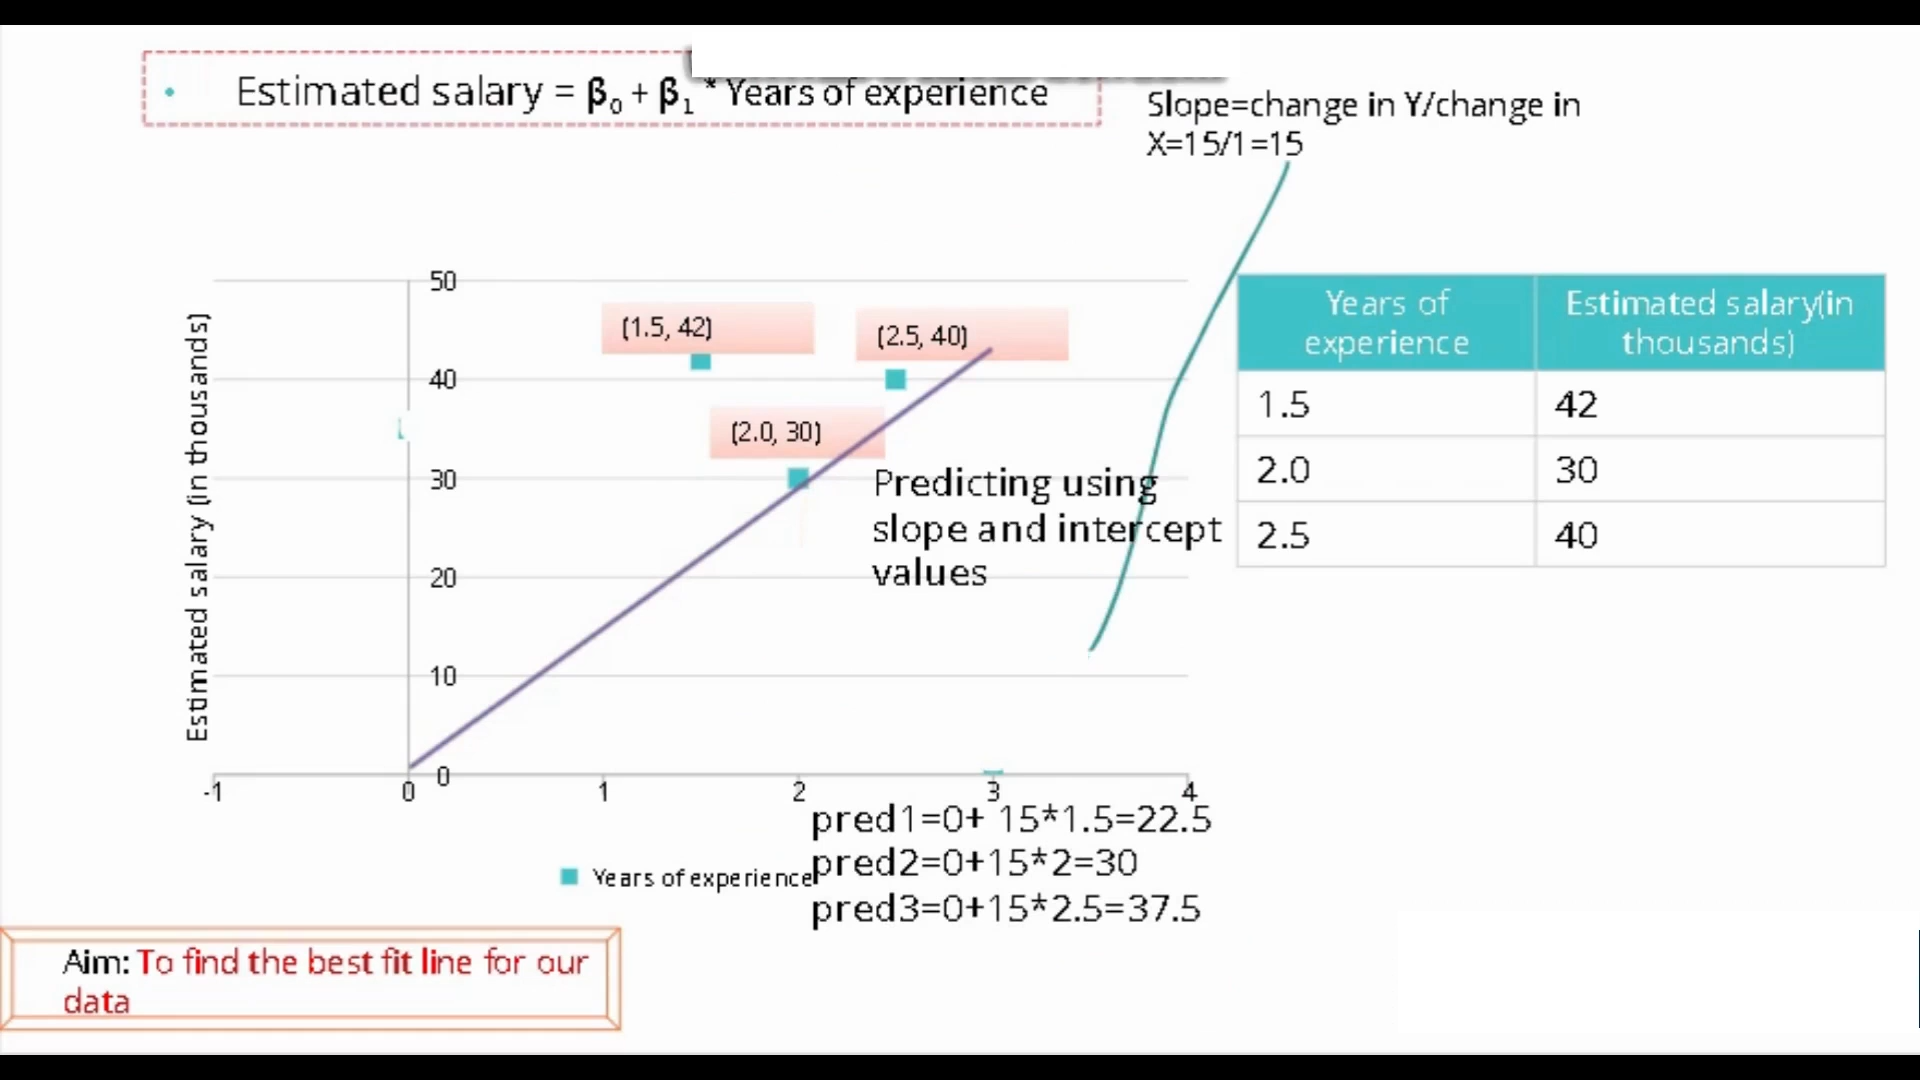 • Estimated salary = β₀ + β₁ * Years of experience
Slope=change in Y/change in
X=15/1=15
Estimated salary (in thousands)
50
40
30
20
10
0
-1 0 1 2 3 4
(1.5, 42)
(2.5, 40)
(2.0, 30)
Predicting using
slope and intercept
values
Years of experience
Years of Estimated salary(in
experience thousands)
1.5 42
2.0 30
2.5 40
pred1=0+ 15*1.5=22.5
pred2=0+15*2=30
pred3=0+15*2.5=37.5
Aim: To find the best fit line for our
data